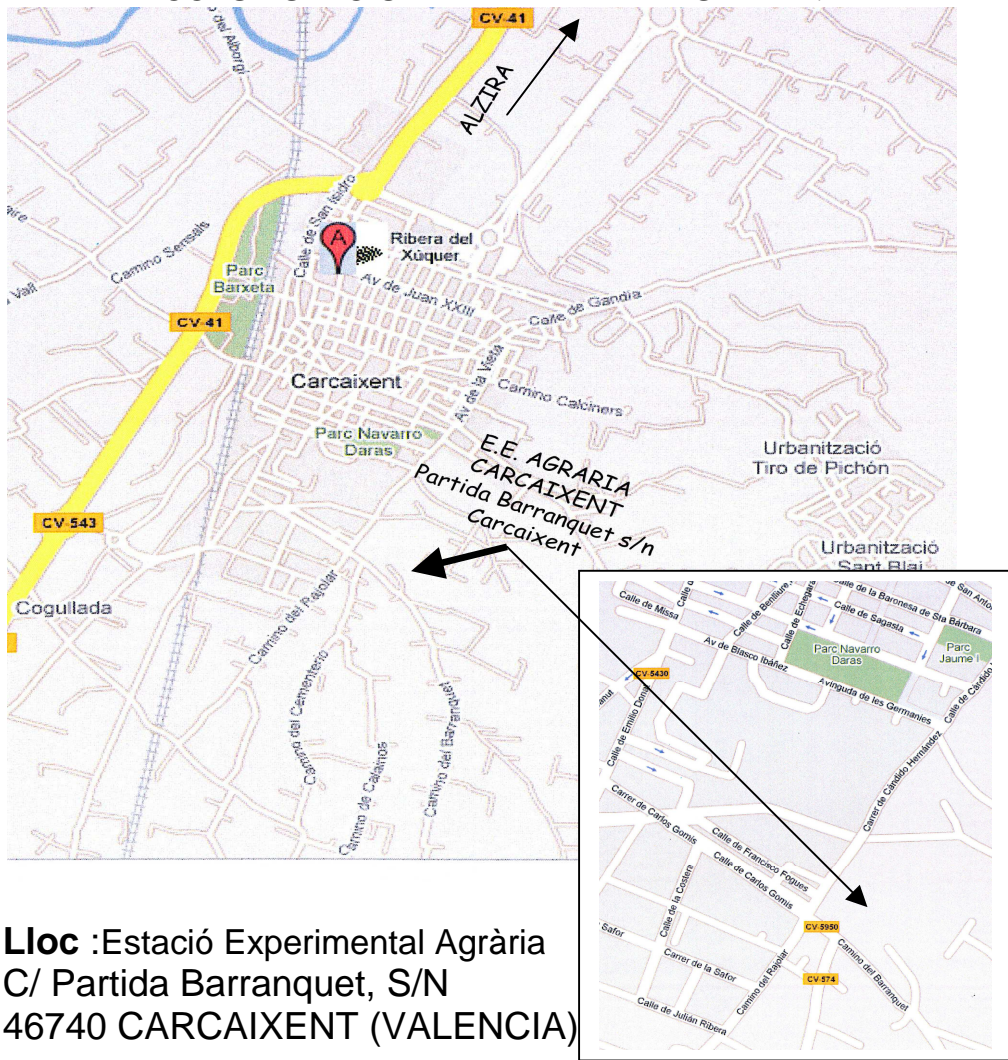 CV-41
ALZIRA
Calle de San Isidro
A
Ribera del
Xúquer
Camino Sensals
Vall
Parc
Barxeta
Av de Juan XXIII
Calle de Gandia
CV-41
Carcaixent
Av de la Vieta
Camino Calciners
Parc Navarro
Daras
Urbanització
Tiro de Pichón
E.E. AGRARIA
CARCAIXENT
Partida Barranquet s/n
Carcaixent
CV-543
Urbanització
Sant Blai
Cogullada
Camino del Rajolar
Camino del Cementerio
Camino de Calainos
Camino del Barranquet
Calle de Missa
Calle de Echegaray
Calle de la Baronesa de Sta Bárbara
Calle de Sagasta
Parc Navarro
Daras
Parc
Jaume I
Av de Blasco Ibáñez
Avinguda de les Germanies
CV-5430
Calle de Emilio Donat
Carrer de Cándido Hernández
Carrer de Carlos Gomis
Calle de Francisco Fogues
Calle de Carlos Gomis
Calle de la Costera
Safor
Carrer de la Safor
CV-5950
CV-574
Camino del Rajolar
Camino del Barranquet
Calle de Julián Ribera
Lloc :Estació Experimental Agrària
C/ Partida Barranquet, S/N
46740 CARCAIXENT (VALENCIA)